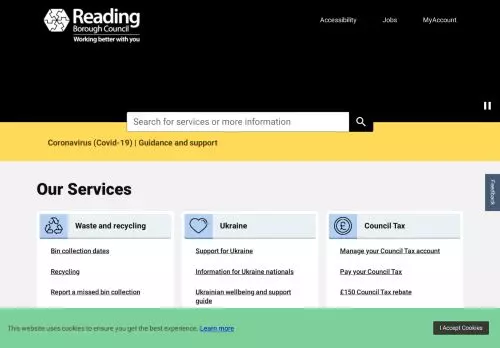 Reading
Borough Council
Working better with you
Accessibility
Jobs
MyAccount
Search for services or more information
Coronavirus (Covid-19) | Guidance and support
Feedback
Our Services
Waste and recycling
Bin collection dates
Recycling
Report a missed bin collection
Ukraine
Support for Ukraine
Information for Ukraine nationals
Ukrainian wellbeing and support
guide
Council Tax
Manage your Council Tax account
Pay your Council Tax
£150 Council Tax rebate
This website uses cookies to ensure you get the best experience. Learn more
I Accept Cookies